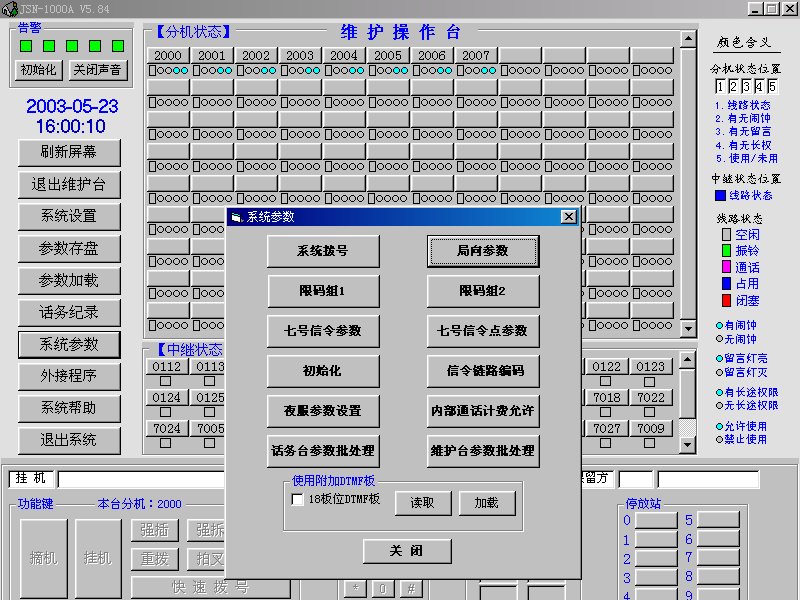 JSN-1000A V5.84
告警
初始化 关闭声音
2003-05-23
16:00:10
刷新屏幕
退出维护台
系统设置
参数存盘
参数加载
话务纪录
系统参数
外接程序
系统帮助
退出系统
维护操作台
【分机状态】
2000 2001 2002 2003 2004 2005 2006 2007
颜色含义
分机状态位置
1 2 3 4 5
1. 线路状态
2. 有无闹钟
3. 有无留言
4. 有无长权
5. 使用/未用
中继状态位置
线路状态
线路状态
空闲
振铃
通话
占用
闭塞
有闹钟
无闹钟
留言灯亮
留言灯灭
有长途权限
无长途权限
允许使用
禁止使用
【中继状态
0112 0113 0122 0123
0124 0125 7018 7022
7024 7005 7027 7009
系统参数
系统拨号 局向参数
限码组1 限码组2
七号信令参数 七号信令点参数
初始化 信令链路编码
夜服参数设置 内部通话计费允许
话务台参数批处理 维护台参数批处理
使用附加DTMF板
18板位DTMF板 读取 加载
关 闭
挂 机 留方
功能键 本台分机：2000
摘机 挂机 强插 强拆
重拨 拍叉
快 速 拨 号
* 0 #
停放站
0 5
1 6
2 7
3 8
4 9